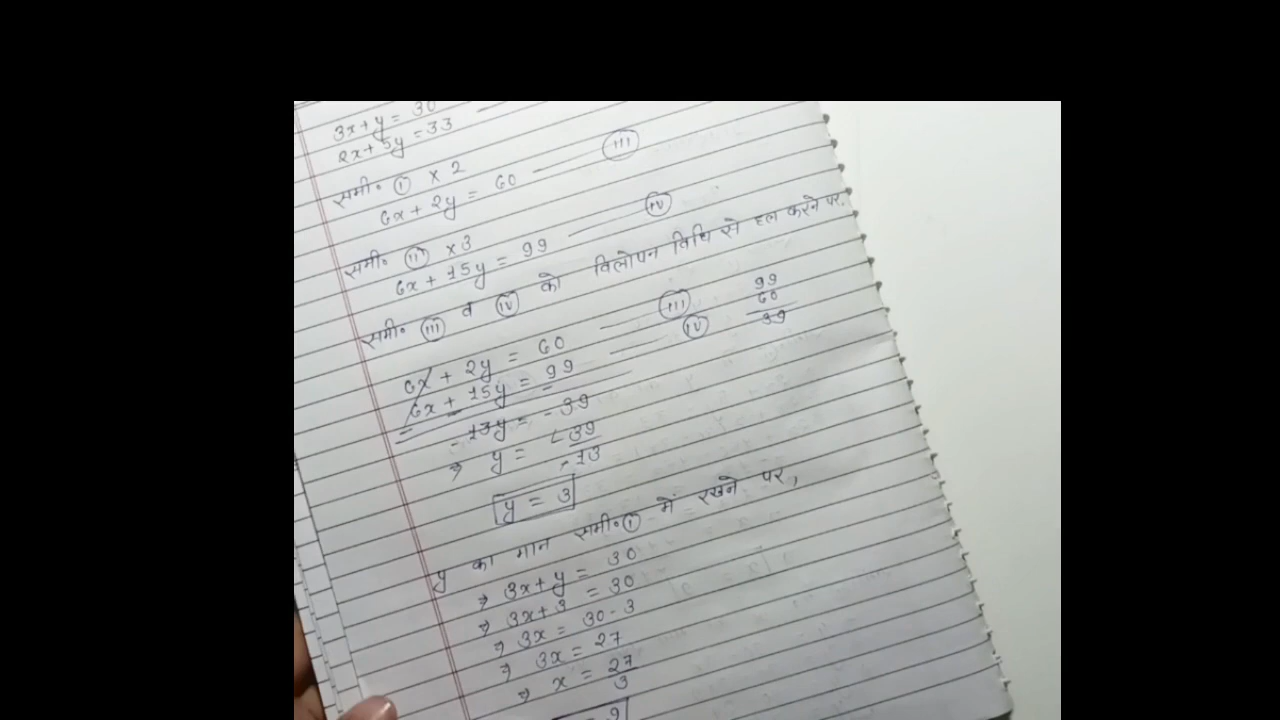 3x+y = 30
2x+5y = 33
समी० (I) × 2
6x + 2y = 60 — (III)
समी० (II) ×3
6x + 15y = 99 — (IV)
समी० (III) व (IV) को विलोपन विधि से हल करने पर.
6x + 2y = 60 — (III)
6x + 15y = 99 — (IV)
99
60
39
- 13y = - 39
⇒ y = - 39 / - 13
y = 3
y का मान समी० (I) में रखने पर,
⇒ 3x+y = 30
⇒ 3x+3 = 30
⇒ 3x = 30-3
⇒ 3x = 27
⇒ x = 27 / 3
= 9